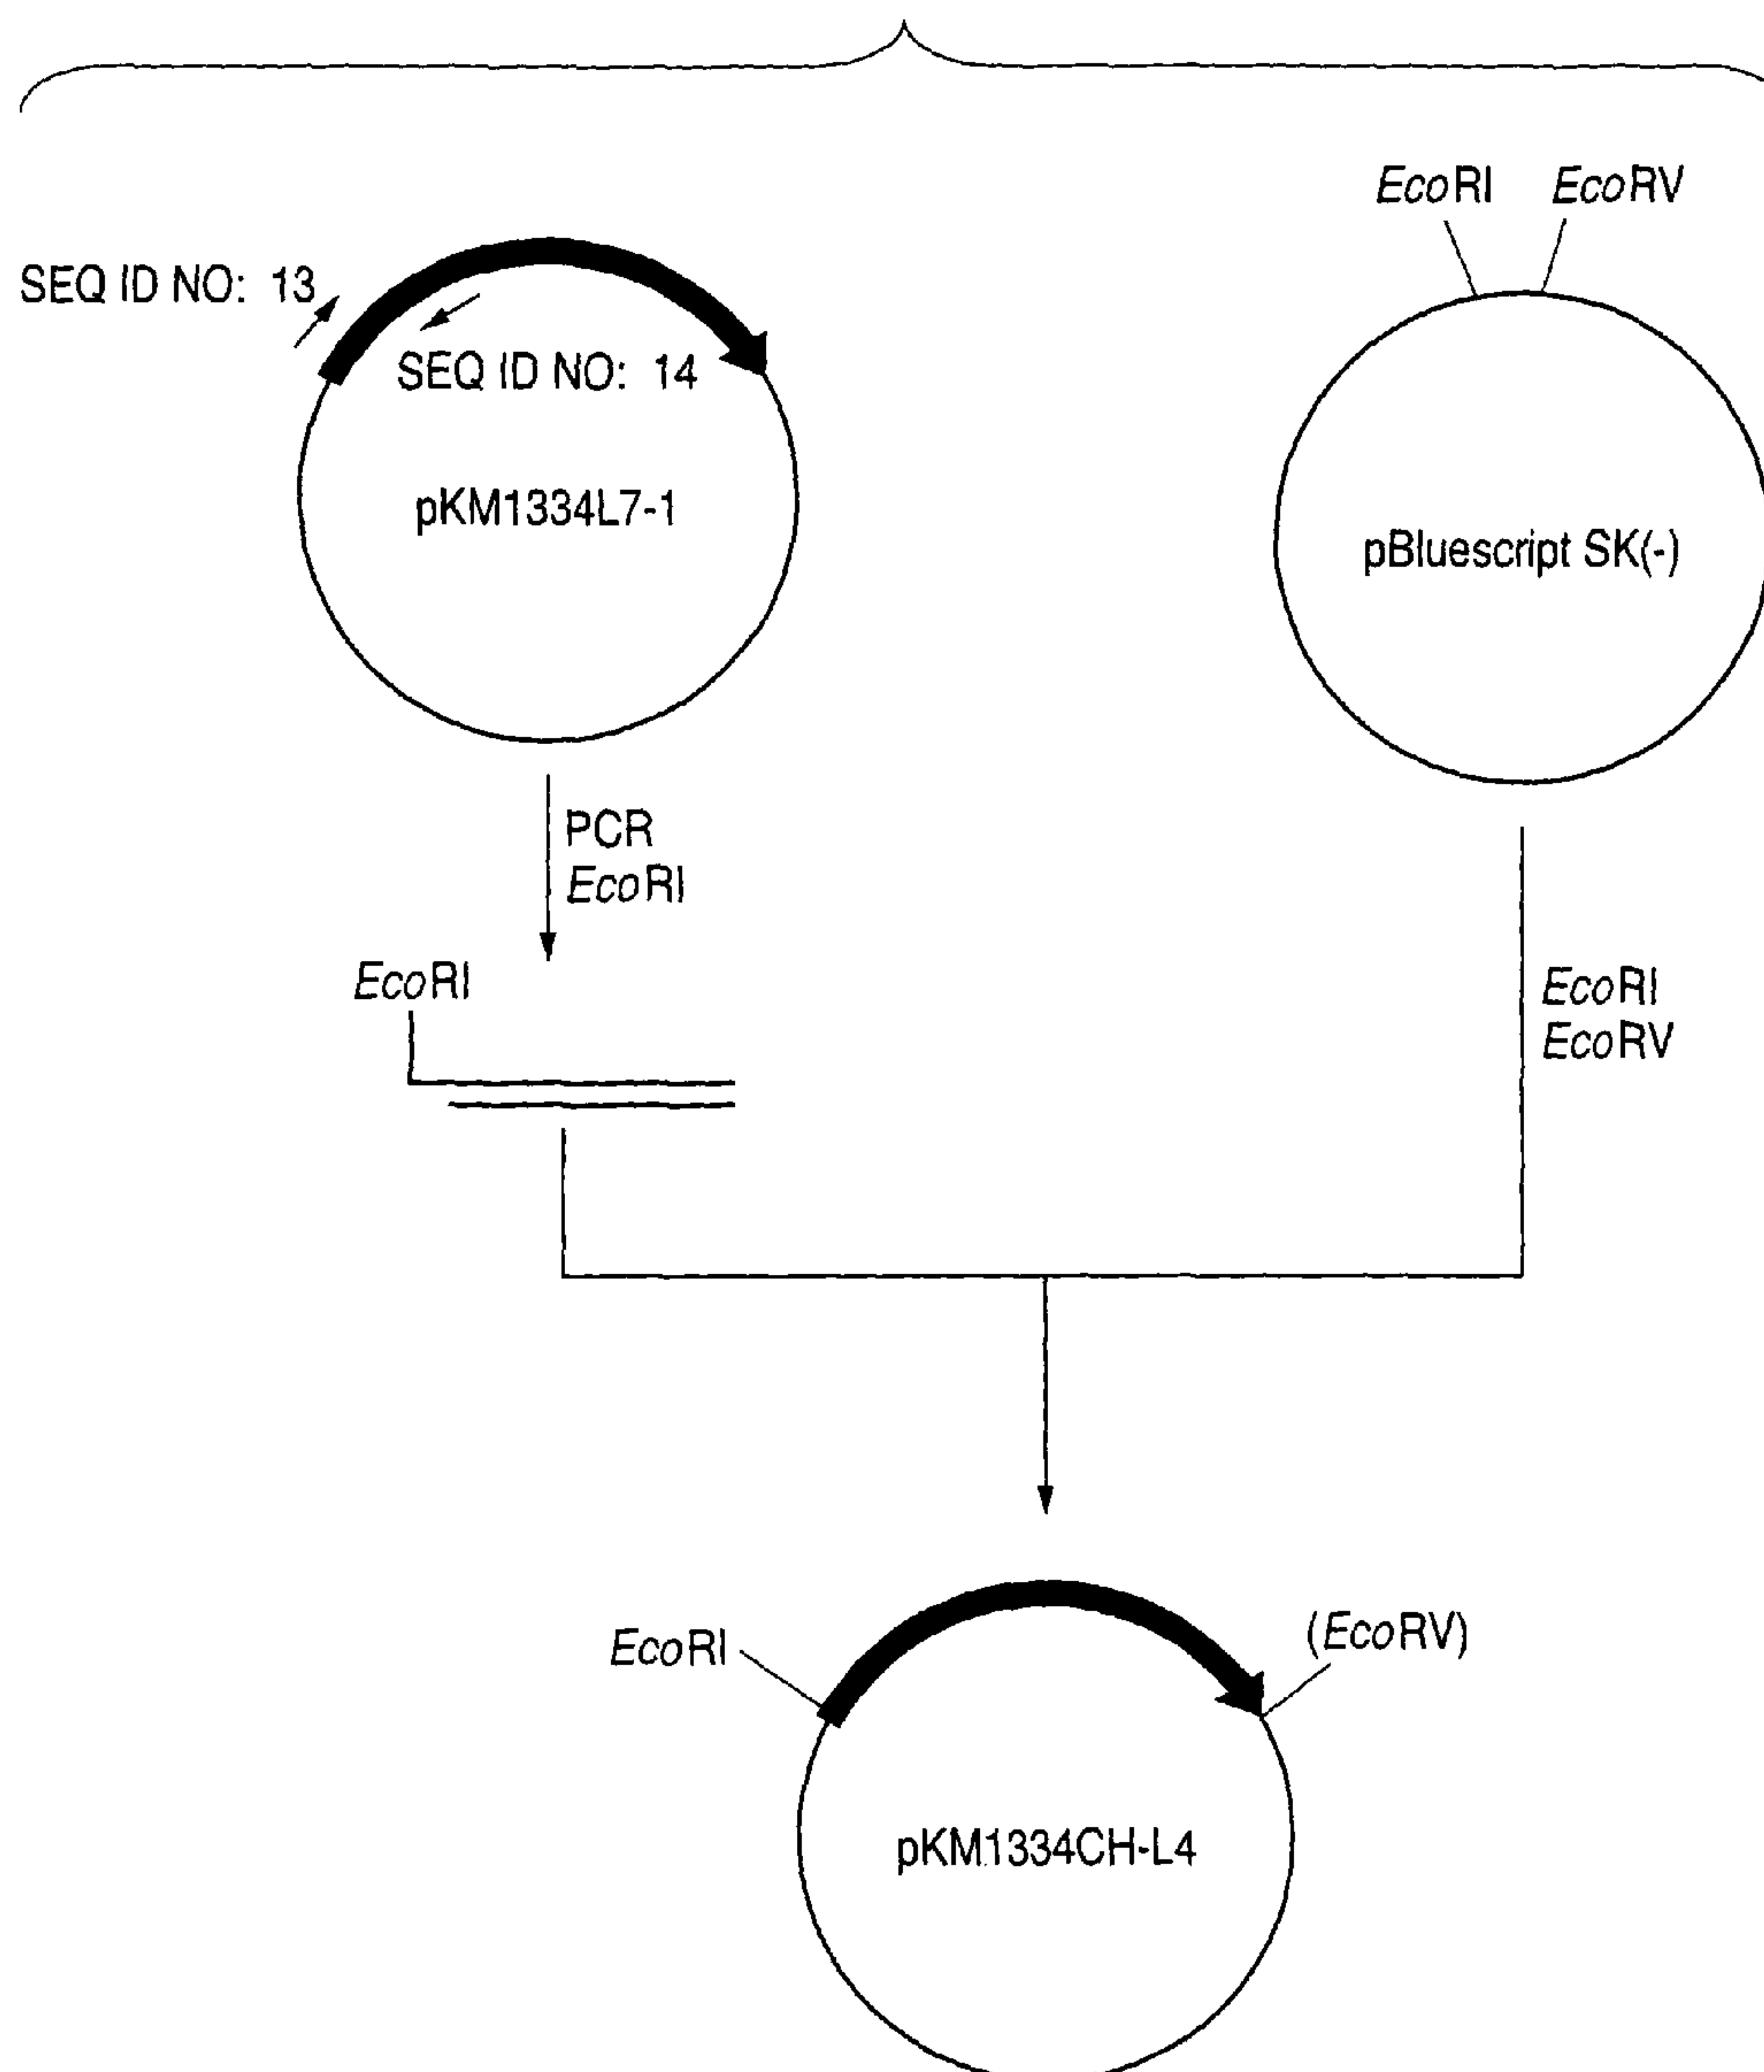 EcoRI EcoRV
SEQ ID NO: 13
SEQ ID NO: 14
pKM1334L7-1
pBluescript SK(-)
PCR
EcoRI
EcoRI
EcoRI
EcoRV
EcoRI
(EcoRV)
pKM1334CH-L4